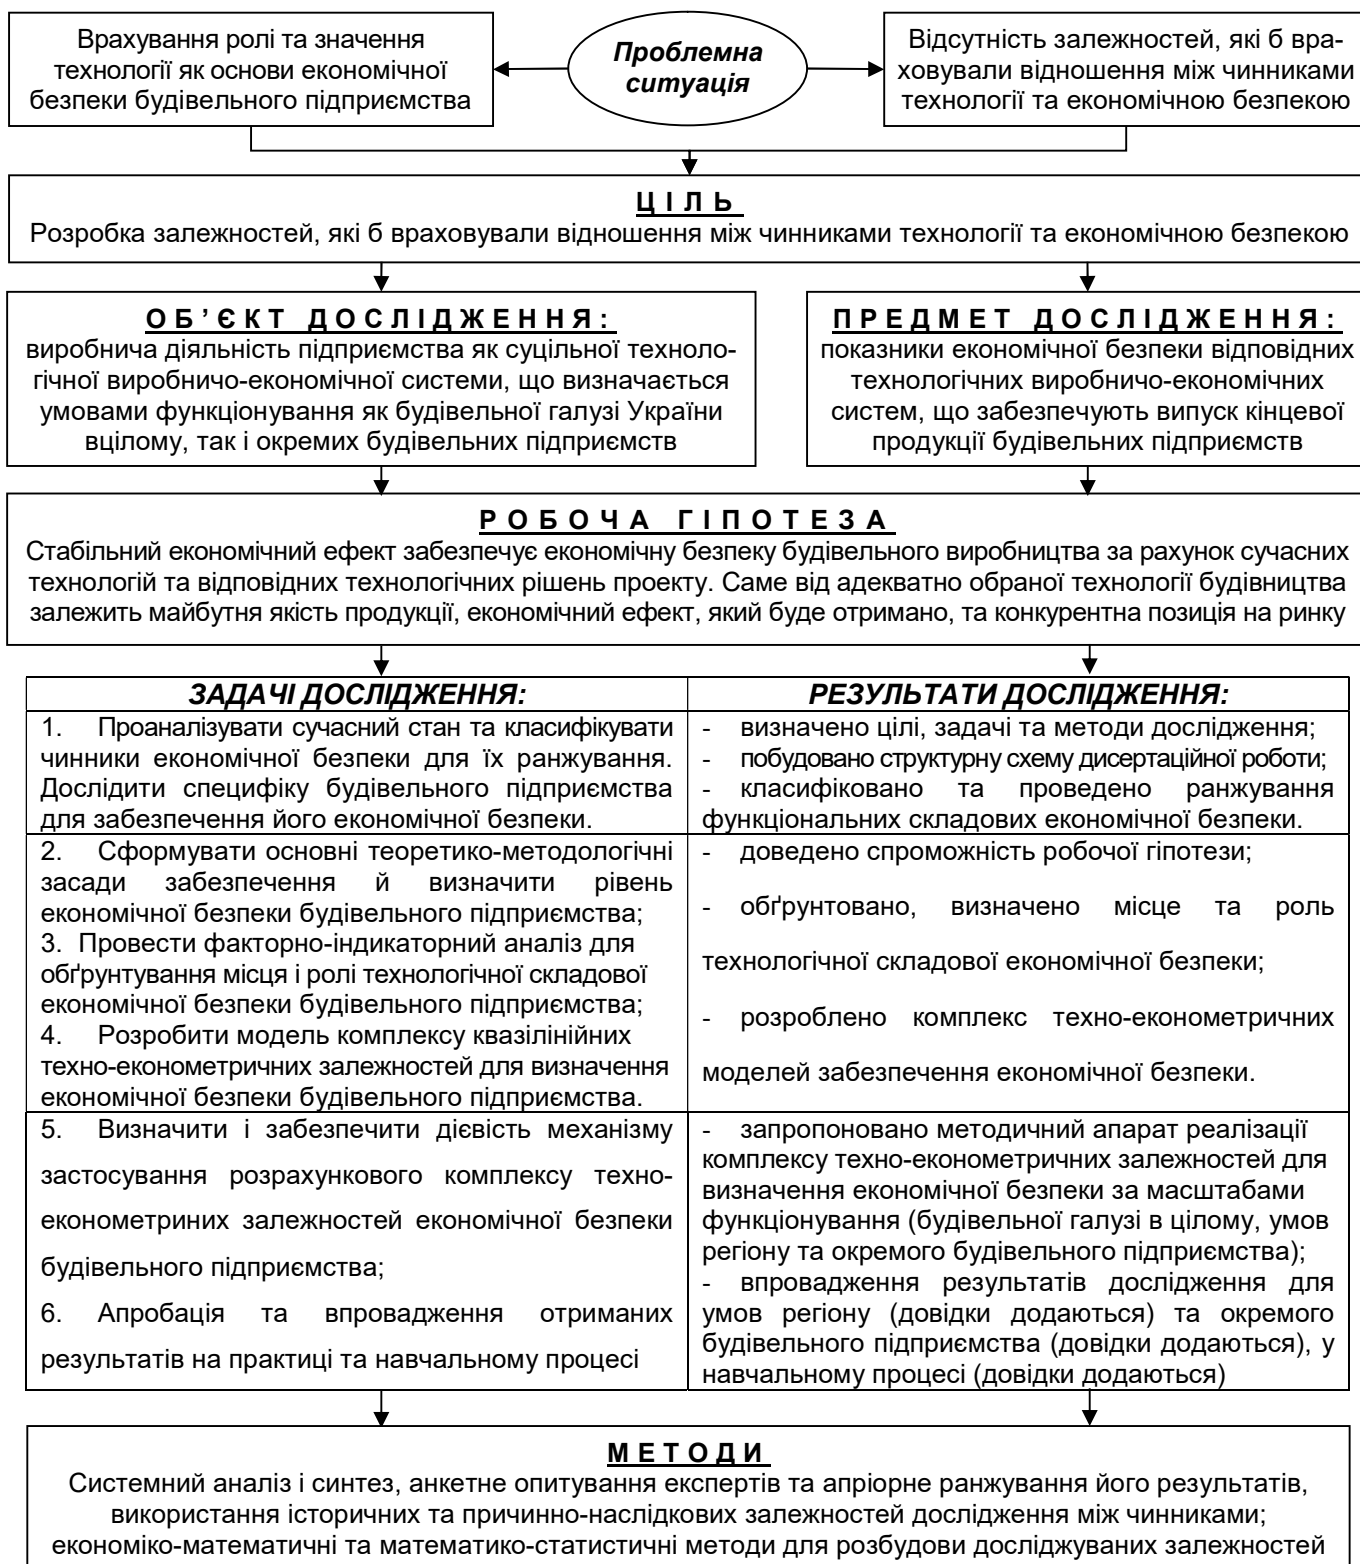 Врахування ролі та значення
технології як основи економічної
безпеки будівельного підприємства
Проблемна
ситуація
Відсутність залежностей, які б вра-
ховували відношення між чинниками
технології та економічною безпекою
ЦІЛЬ
Розробка залежностей, які б враховували відношення між чинниками технології та економічною безпекою
ОБ’ЄКТ ДОСЛІДЖЕННЯ:
виробнича діяльність підприємства як суцільної техноло-
гічної виробничо-економічної системи, що визначається
умовами функціонування як будівельної галузі України
вцілому, так і окремих будівельних підприємств
ПРЕДМЕТ ДОСЛІДЖЕННЯ:
показники економічної безпеки відповідних
технологічних виробничо-економічних
систем, що забезпечують випуск кінцевої
продукції будівельних підприємств
РОБОЧА ГІПОТЕЗА
Стабільний економічний ефект забезпечує економічну безпеку будівельного виробництва за рахунок сучасних
технологій та відповідних технологічних рішень проекту. Саме від адекватно обраної технології будівництва
залежить майбутня якість продукції, економічний ефект, який буде отримано, та конкурентна позиція на ринку
ЗАДАЧІ ДОСЛІДЖЕННЯ:
1. Проаналізувати сучасний стан та класифікувати
чинники економічної безпеки для їх ранжування.
Дослідити специфіку будівельного підприємства
для забезпечення його економічної безпеки.
2. Сформувати основні теоретико-методологічні
засади забезпечення й визначити рівень
економічної безпеки будівельного підприємства;
3. Провести факторно-індикаторний аналіз для
обґрунтування місця і ролі технологічної складової
економічної безпеки будівельного підприємства;
4. Розробити модель комплексу квазілінійних
техно-економетричних залежностей для визначення
економічної безпеки будівельного підприємства.
5. Визначити і забезпечити дієвість механізму
застосування розрахункового комплексу техно-
економетриних залежностей економічної безпеки
будівельного підприємства;
6. Апробація та впровадження отриманих
результатів на практиці та навчальному процесі
РЕЗУЛЬТАТИ ДОСЛІДЖЕННЯ:
- визначено цілі, задачі та методи дослідження;
- побудовано структурну схему дисертаційної роботи;
- класифіковано та проведено ранжування
функціональних складових економічної безпеки.
- доведено спроможність робочої гіпотези;
- обґрунтовано, визначено місце та роль
технологічної складової економічної безпеки;
- розроблено комплекс техно-економетричних
моделей забезпечення економічної безпеки.
- запропоновано методичний апарат реалізації
комплексу техно-економетричних залежностей для
визначення економічної безпеки за масштабами
функціонування (будівельної галузі в цілому, умов
регіону та окремого будівельного підприємства);
- впровадження результатів дослідження для
умов регіону (довідки додаються) та окремого
будівельного підприємства (довідки додаються), у
навчальному процесі (довідки додаються)
МЕТОДИ
Системний аналіз і синтез, анкетне опитування експертів та апріорне ранжування його результатів,
використання історичних та причинно-наслідкових залежностей дослідження між чинниками;
економіко-математичні та математико-статистичні методи для розбудови досліджуваних залежностей